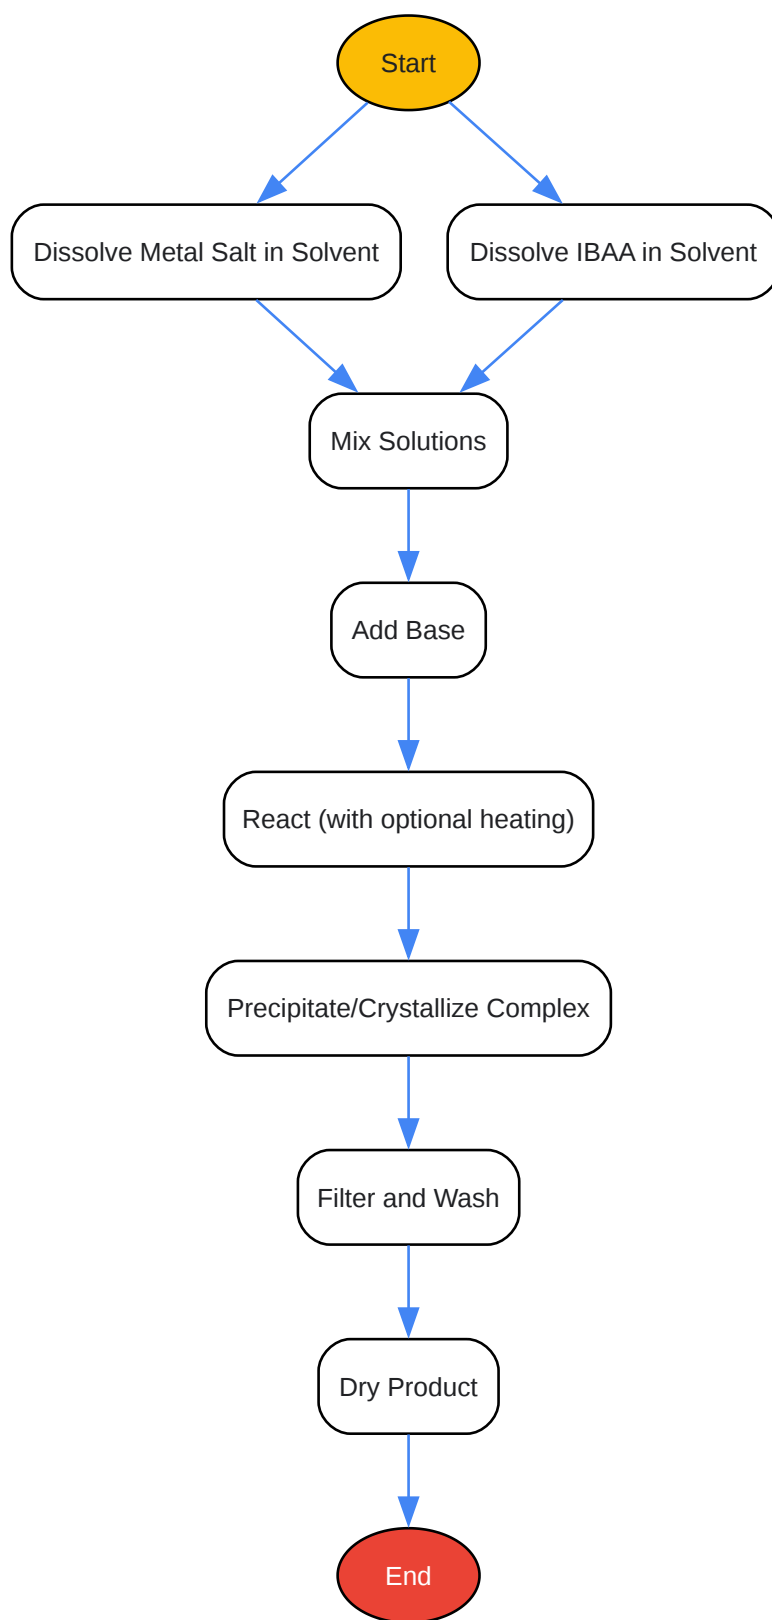 Start
Dissolve Metal Salt in Solvent
Dissolve IBAA in Solvent
Mix Solutions
Add Base
React (with optional heating)
Precipitate/Crystallize Complex
Filter and Wash
Dry Product
End